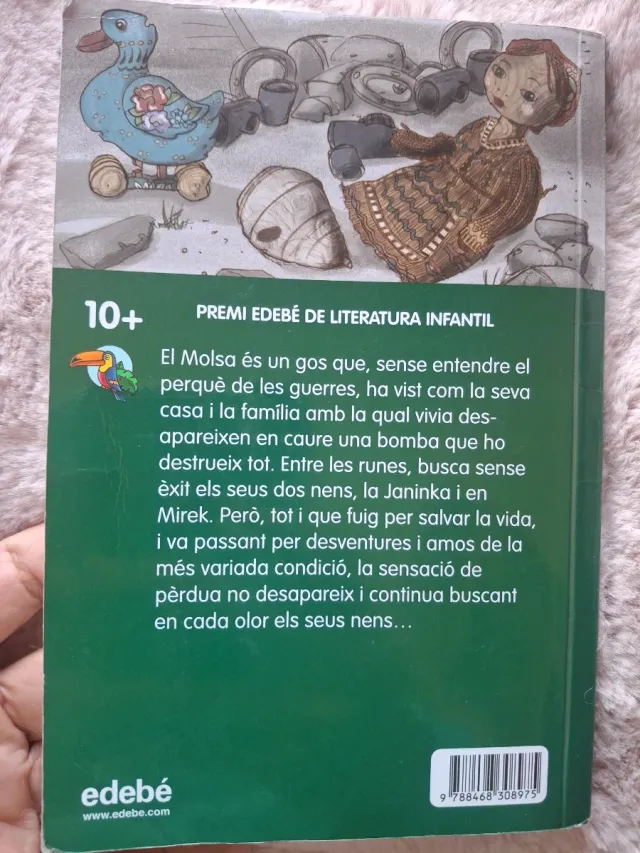 10+
PREMI EDEBÉ DE LITERATURA INFANTIL
El Molsa és un gos que, sense entendre el
perquè de les guerres, ha vist com la seva
casa i la família amb la qual vivia des-
apareixen en caure una bomba que ho
destrueix tot. Entre les runes, busca sense
èxit els seus dos nens, la Janinka i en
Mirek. Però, tot i que fuig per salvar la vida,
i va passant per desventures i amos de la
més variada condició, la sensació de
pèrdua no desapareix i continua buscant
en cada olor els seus nens...
edebé
www.edebe.com
9 788468 308975